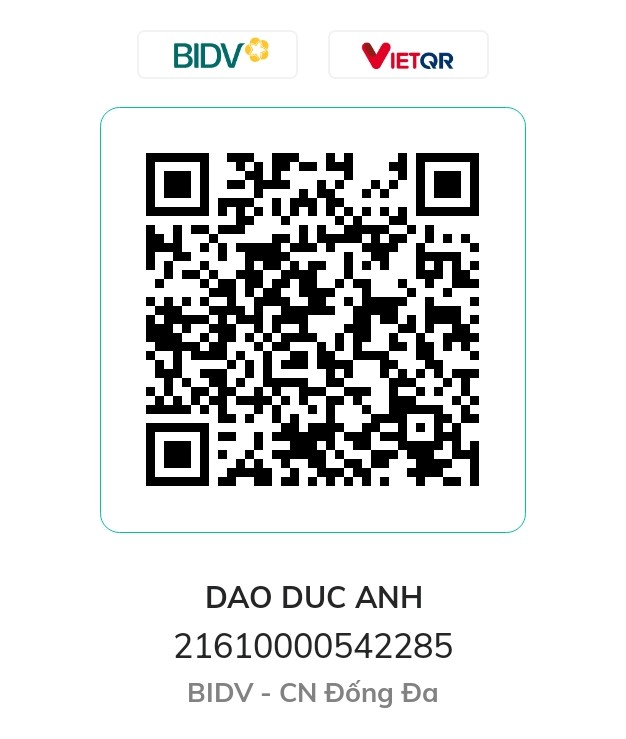 BIDV VIETQR
DAO DUC ANH
21610000542285
BIDV - CN Đống Đa